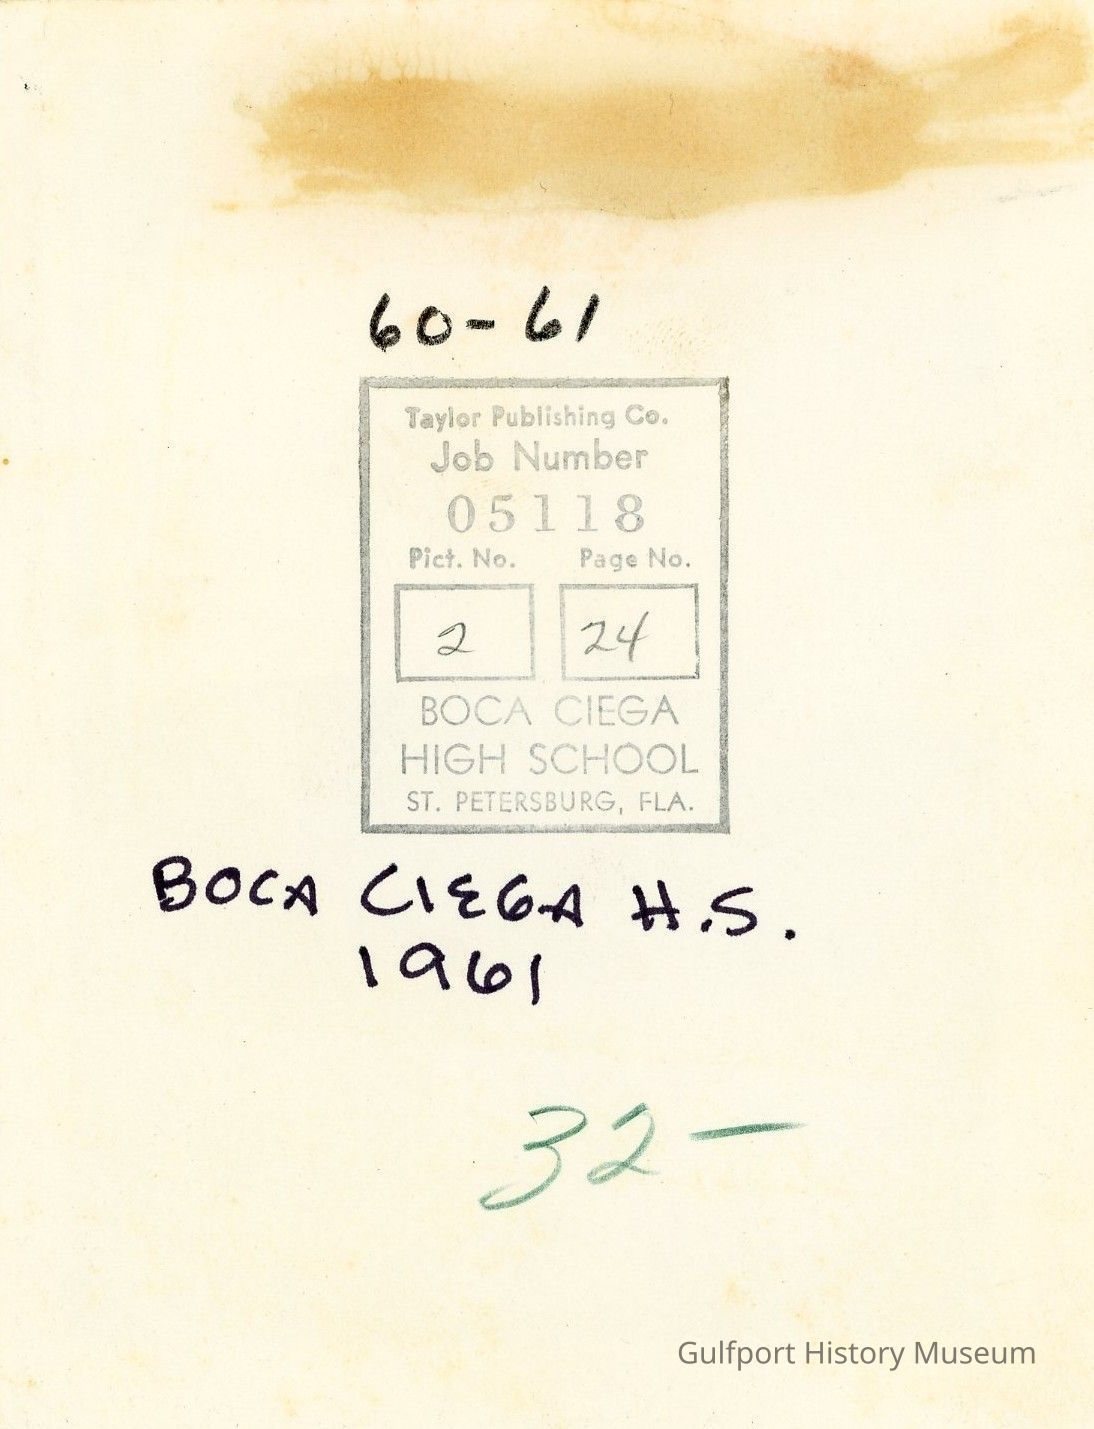 60-61
Taylor Publishing Co.
Job Number
05118
Pict. No. Page No.
2 24
BOCA CIEGA
HIGH SCHOOL
ST. PETERSBURG, FLA.
BOCA CIEGA H.S.
1961
32-
Gulfport History Museum